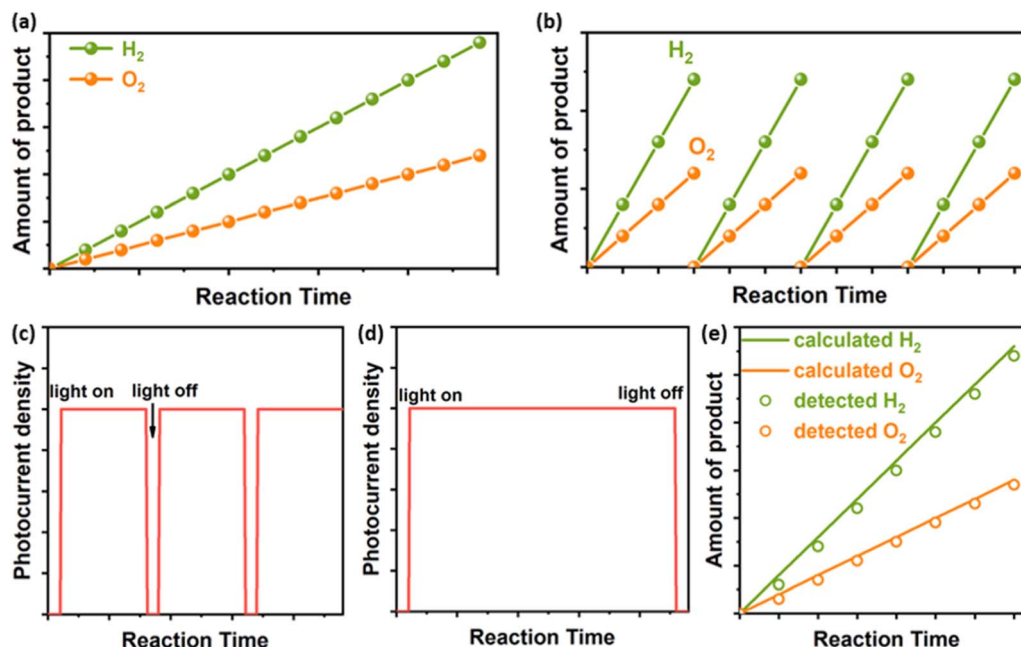 (a)
H₂
O₂
Amount of product
Reaction Time
(b)
H₂
O₂
Amount of product
Reaction Time
(c)
light on
light off
Photocurrent density
Reaction Time
(d)
light on
light off
Photocurrent density
Reaction Time
(e)
calculated H₂
calculated O₂
detected H₂
detected O₂
Amount of product
Reaction Time